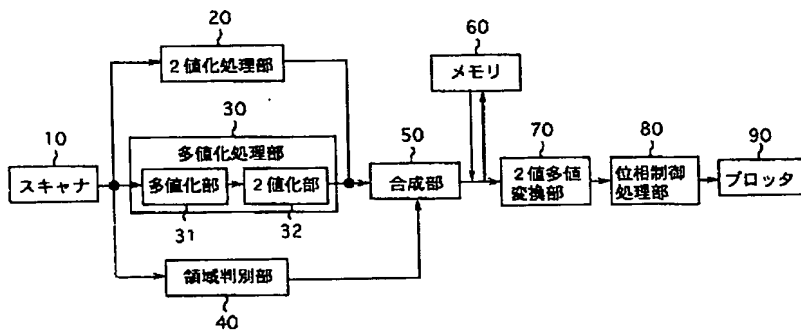 20
2値化処理部
60
メモリ
10
スキャナ
30
多値化処理部
多値化部
2値化部
31
32
50
合成部
70
2値多値
変換部
80
位相制御
処理部
90
プロッタ
領域判別部
40